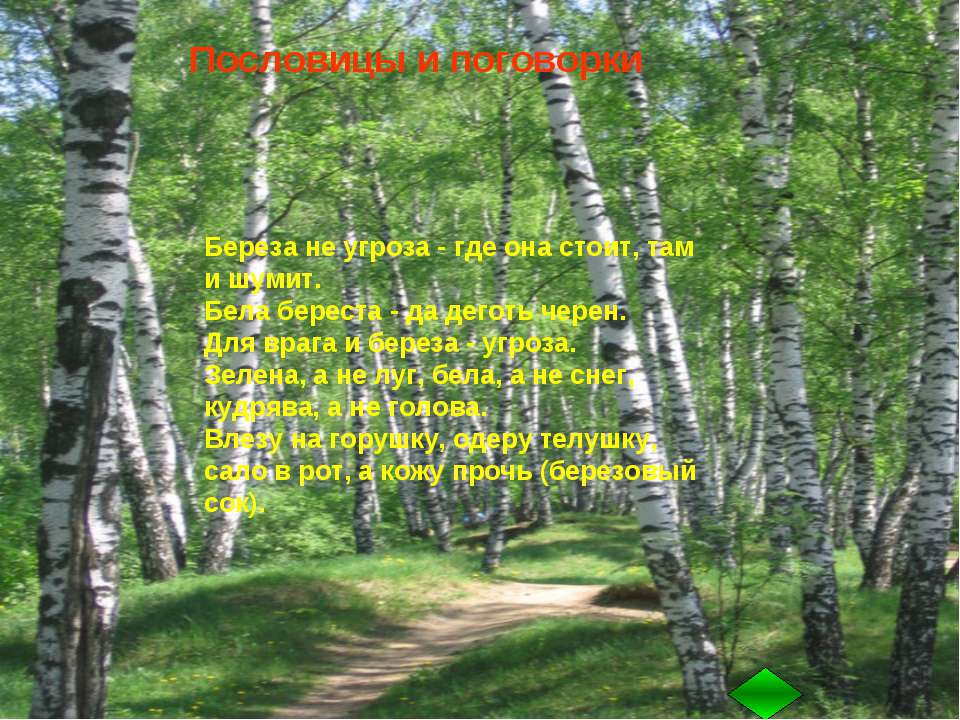 Пословицы и поговорки
Береза не угроза - где она стоит, там
и шумит.
Бела береста - да деготь черен.
Для врага и береза - угроза.
Зелена, а не луг, бела, а не снег,
кудрява, а не голова.
Влезу на горушку, одеру телушку,
сало в рот, а кожу прочь (березовый
сок).